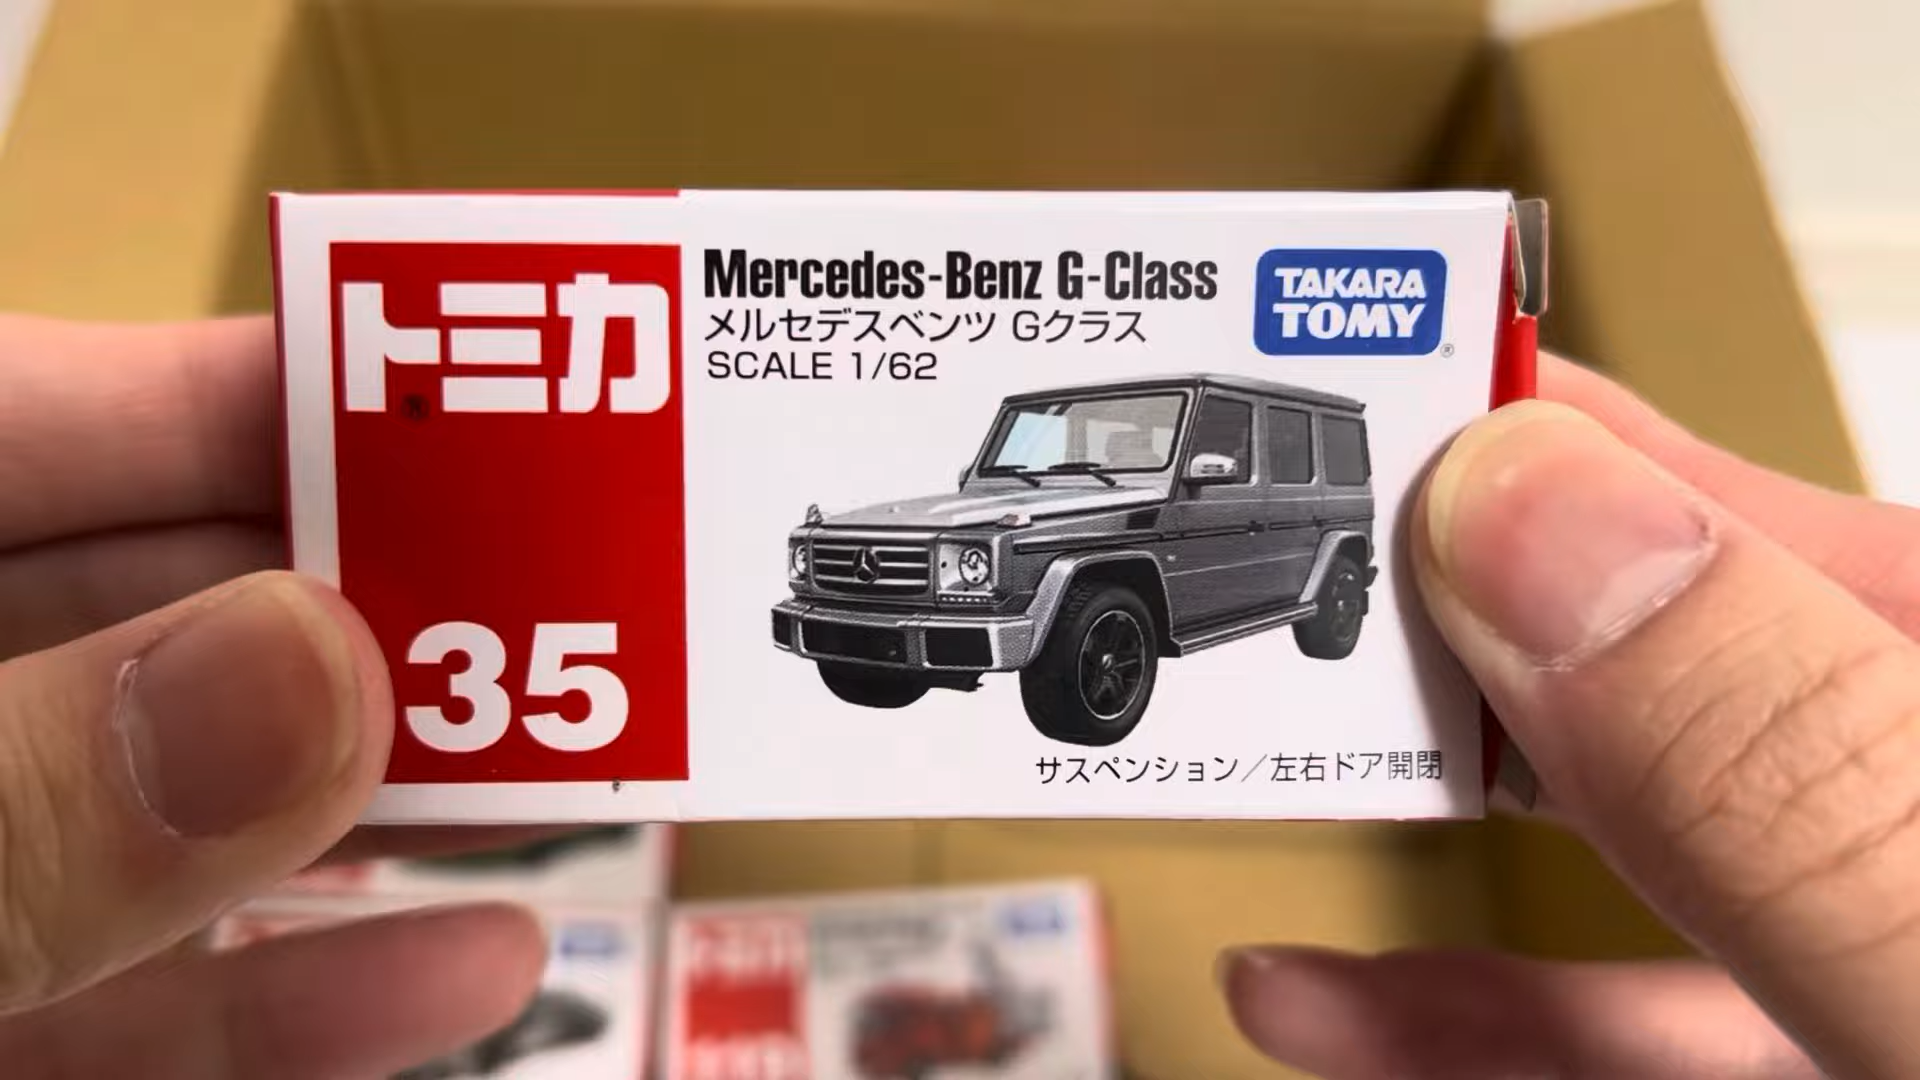 トミカ
35
Mercedes-Benz G-Class
メルセデスベンツ Gクラス
SCALE 1/62
TAKARA
TOMY
サスペンション/左右ドア開閉